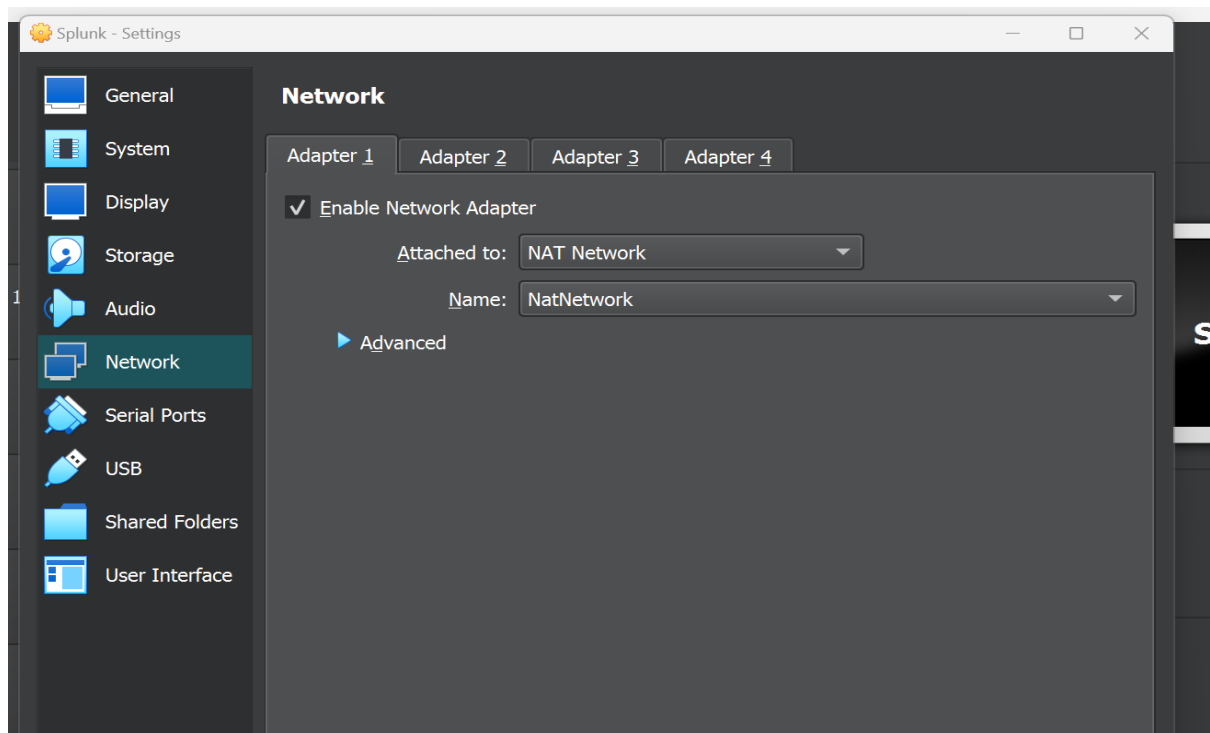 Splunk - Settings
General
System
Display
Storage
Audio
Network
Serial Ports
USB
Shared Folders
User Interface
Network
Adapter 1 Adapter 2 Adapter 3 Adapter 4
Enable Network Adapter
Attached to: NAT Network
Name: NatNetwork
Advanced
1
S